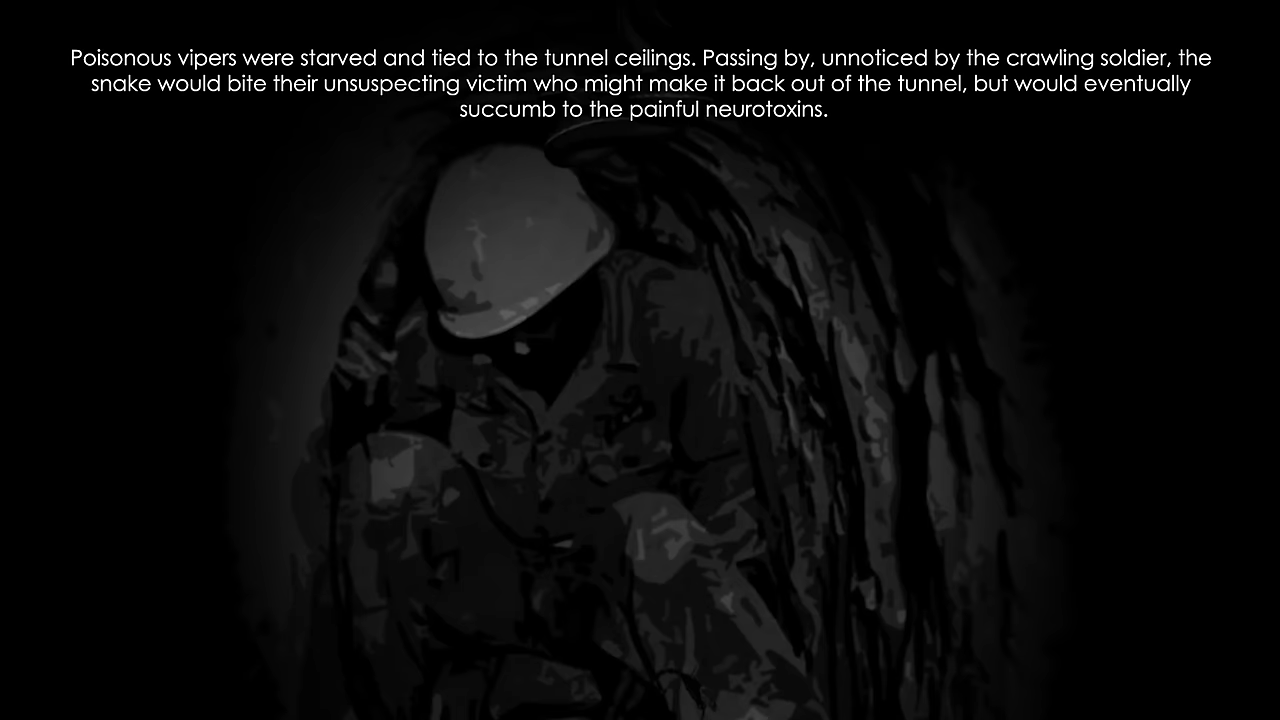 Poisonous vipers were starved and tied to the tunnel ceilings. Passing by, unnoticed by the crawling soldier, the
snake would bite their unsuspecting victim who might make it back out of the tunnel, but would eventually
succumb to the painful neurotoxins.